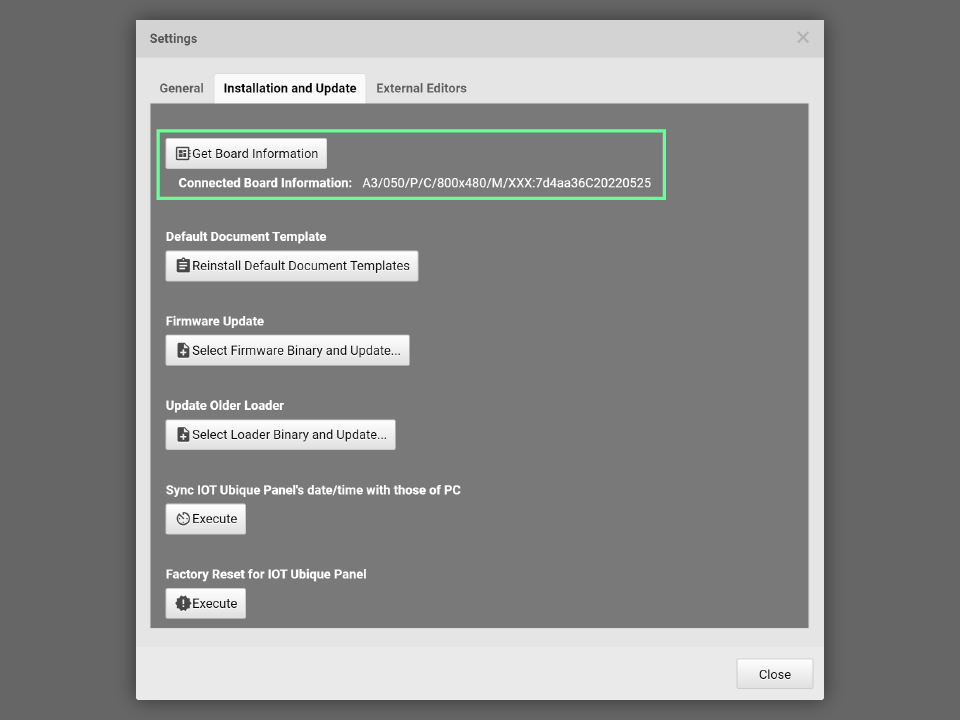 Settings
General Installation and Update External Editors
Get Board Information
Connected Board Information: A3/050/P/C/800x480/M/XXX:7d4aa36C20220525
Default Document Template
Reinstall Default Document Templates
Firmware Update
Select Firmware Binary and Update...
Update Older Loader
Select Loader Binary and Update...
Sync IOT Ubique Panel's date/time with those of PC
Execute
Factory Reset for IOT Ubique Panel
Execute
Close